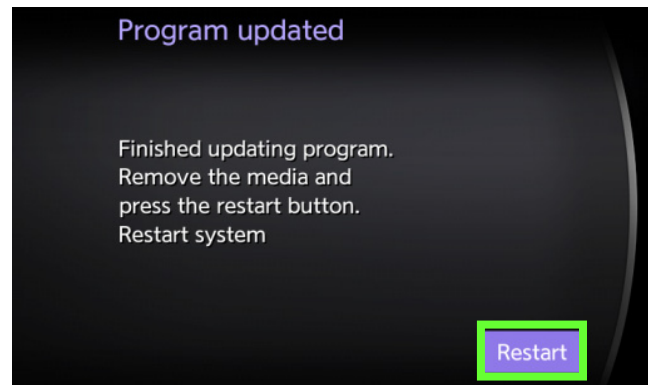 Program updated
Finished updating program.
Remove the media and
press the restart button.
Restart system
Restart